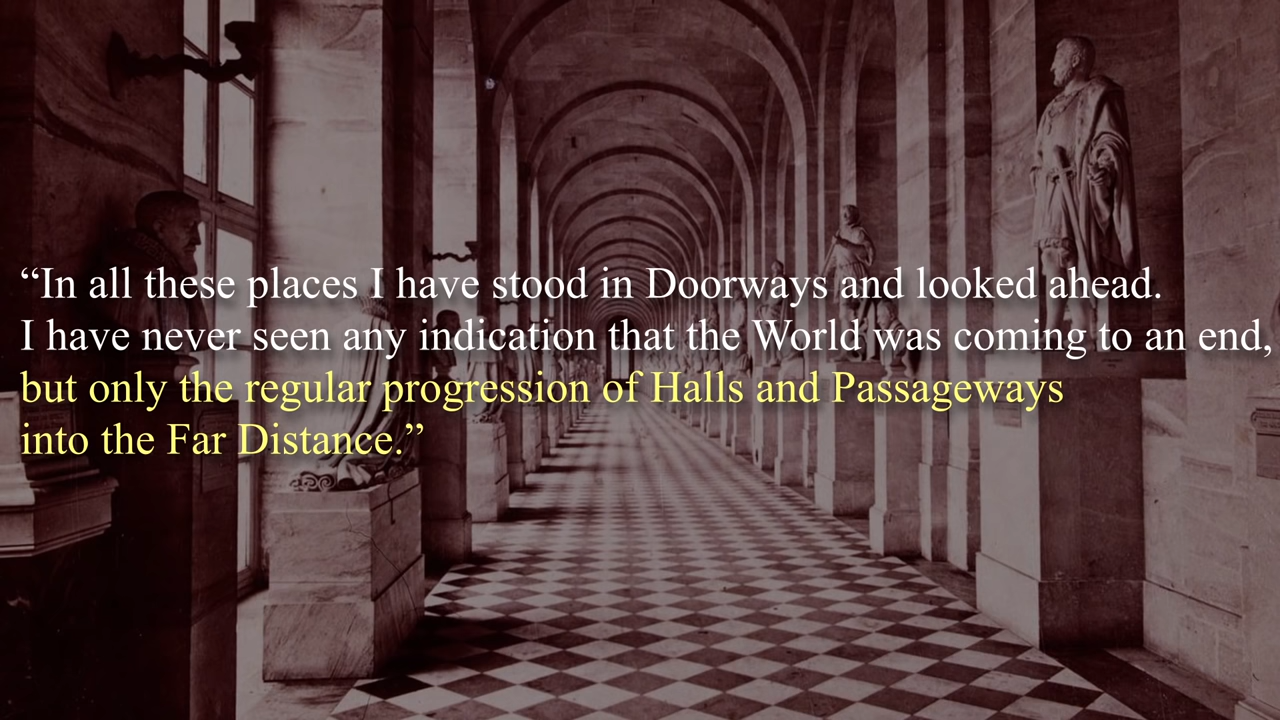 “In all these places I have stood in Doorways and looked ahead.
I have never seen any indication that the World was coming to an end,
but only the regular progression of Halls and Passageways
into the Far Distance.”